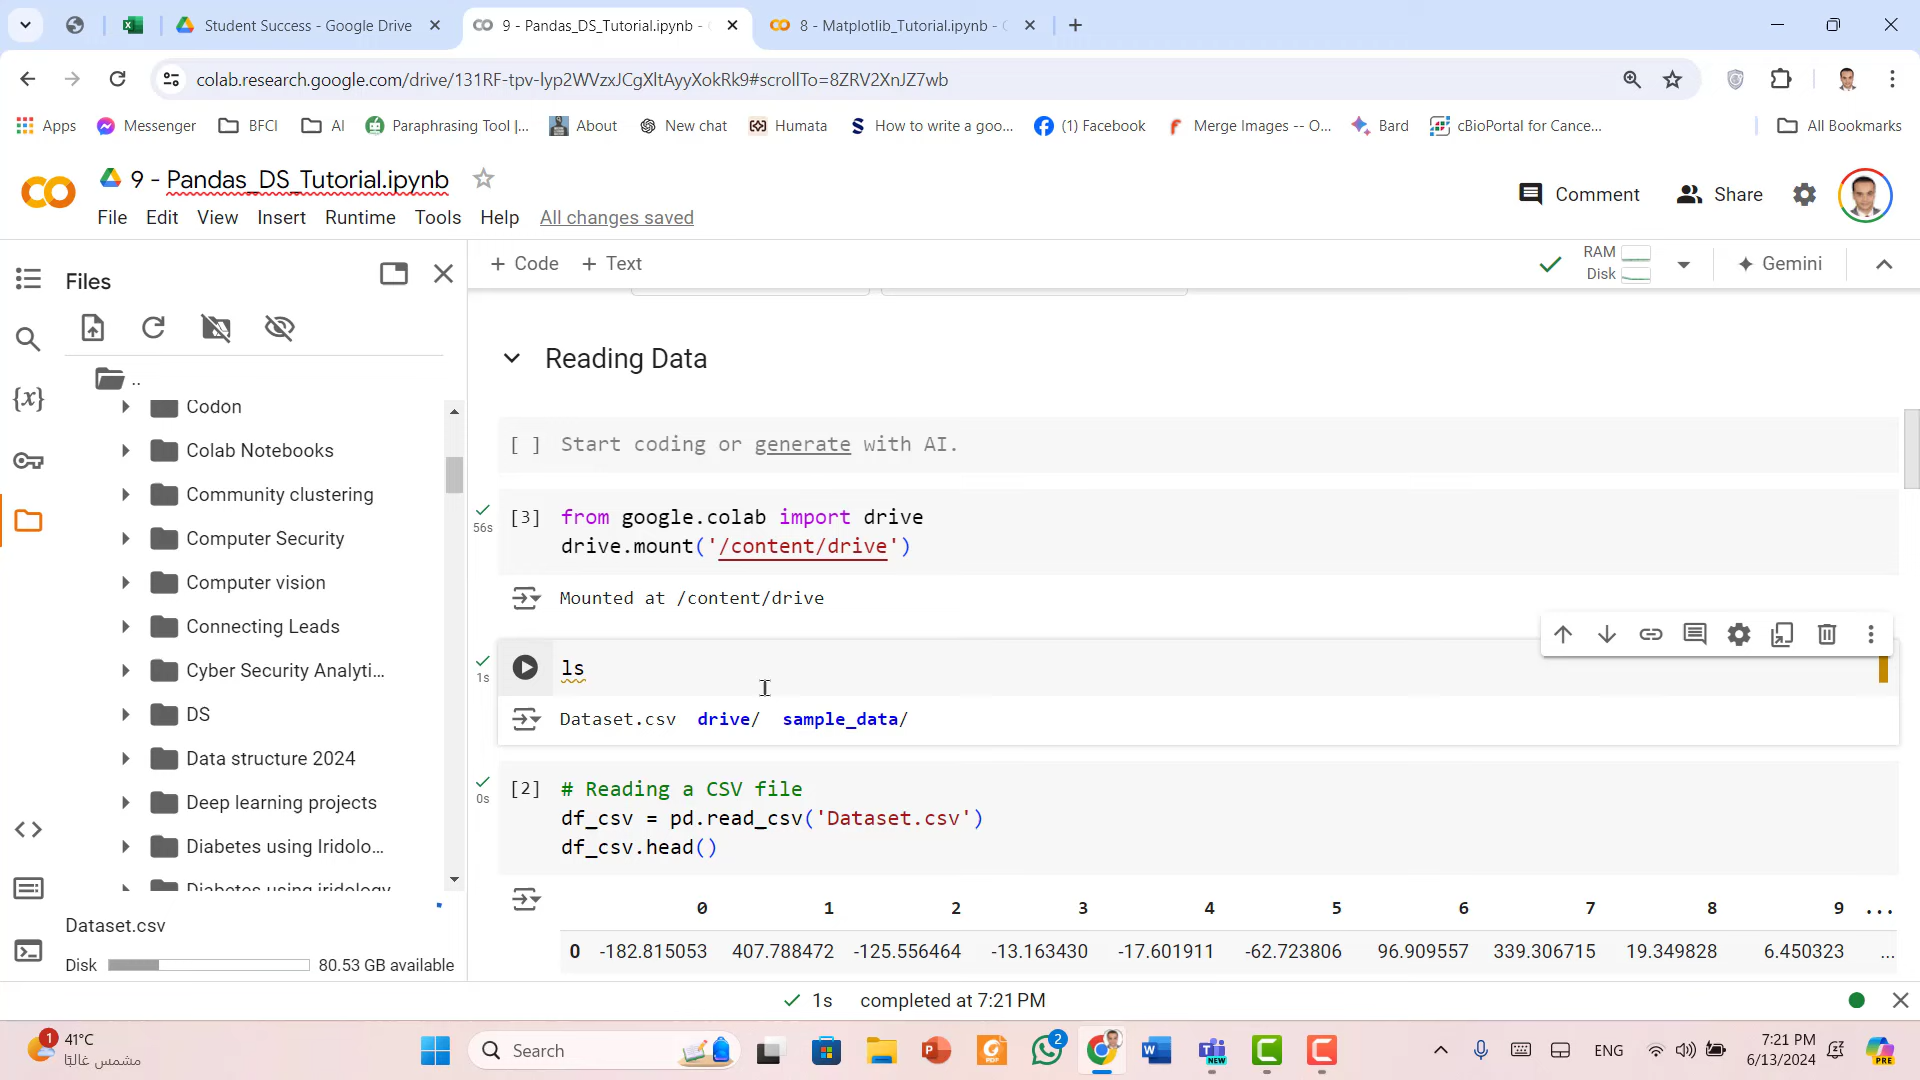 Student Success - Google Drive
9 - Pandas_DS_Tutorial.ipynb -
8 - Matplotlib_Tutorial.ipynb -
colab.research.google.com/drive/131RF-tpv-lyp2WVzxJCgXltAyyXokRk9#scrollTo=8ZRV2XnJZ7wb
Apps Messenger BFCI AI Paraphrasing Tool |... About New chat Humata How to write a goo... (1) Facebook Merge Images -- O... Bard cBioPortal for Cance... All Bookmarks
9 - Pandas_DS_Tutorial.ipynb
Comment Share
File Edit View Insert Runtime Tools Help All changes saved
Files
+ Code + Text
RAM
Disk
Gemini
..
Codon
Colab Notebooks
Community clustering
Computer Security
Computer vision
Connecting Leads
Cyber Security Analyti...
DS
Data structure 2024
Deep learning projects
Diabetes using Iridolo...
Diabetes using iridology
Dataset.csv
Disk 80.53 GB available
Reading Data
[ ] Start coding or generate with AI.
56s [3] from google.colab import drive
drive.mount('/content/drive')
Mounted at /content/drive
1s ls
Dataset.csv drive/ sample_data/
0s [2] # Reading a CSV file
df_csv = pd.read_csv('Dataset.csv')
df_csv.head()
0 1 2 3 4 5 6 7 8 9 ...
0 -182.815053 407.788472 -125.556464 -13.163430 -17.601911 -62.723806 96.909557 339.306715 19.349828 6.450323 ...
1s completed at 7:21 PM
1
41°C
مشمس غالبًا
Search
2
NEW
ENG
7:21 PM
6/13/2024
PRE